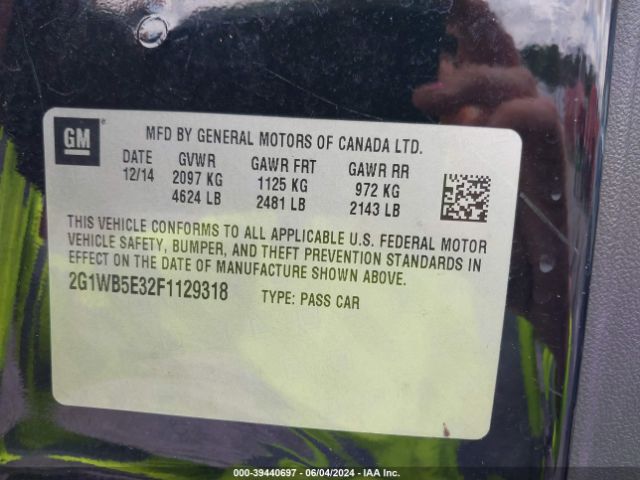 GM
MFD BY GENERAL MOTORS OF CANADA LTD.
DATE GVWR GAWR FRT GAWR RR
12/14 2097 KG 1125 KG 972 KG
4624 LB 2481 LB 2143 LB
THIS VEHICLE CONFORMS TO ALL APPLICABLE U.S. FEDERAL MOTOR
VEHICLE SAFETY, BUMPER, AND THEFT PREVENTION STANDARDS IN
EFFECT ON THE DATE OF MANUFACTURE SHOWN ABOVE.
2G1WB5E32F1129318 TYPE: PASS CAR
000-39440697 - 06/04/2024 - IAA Inc.